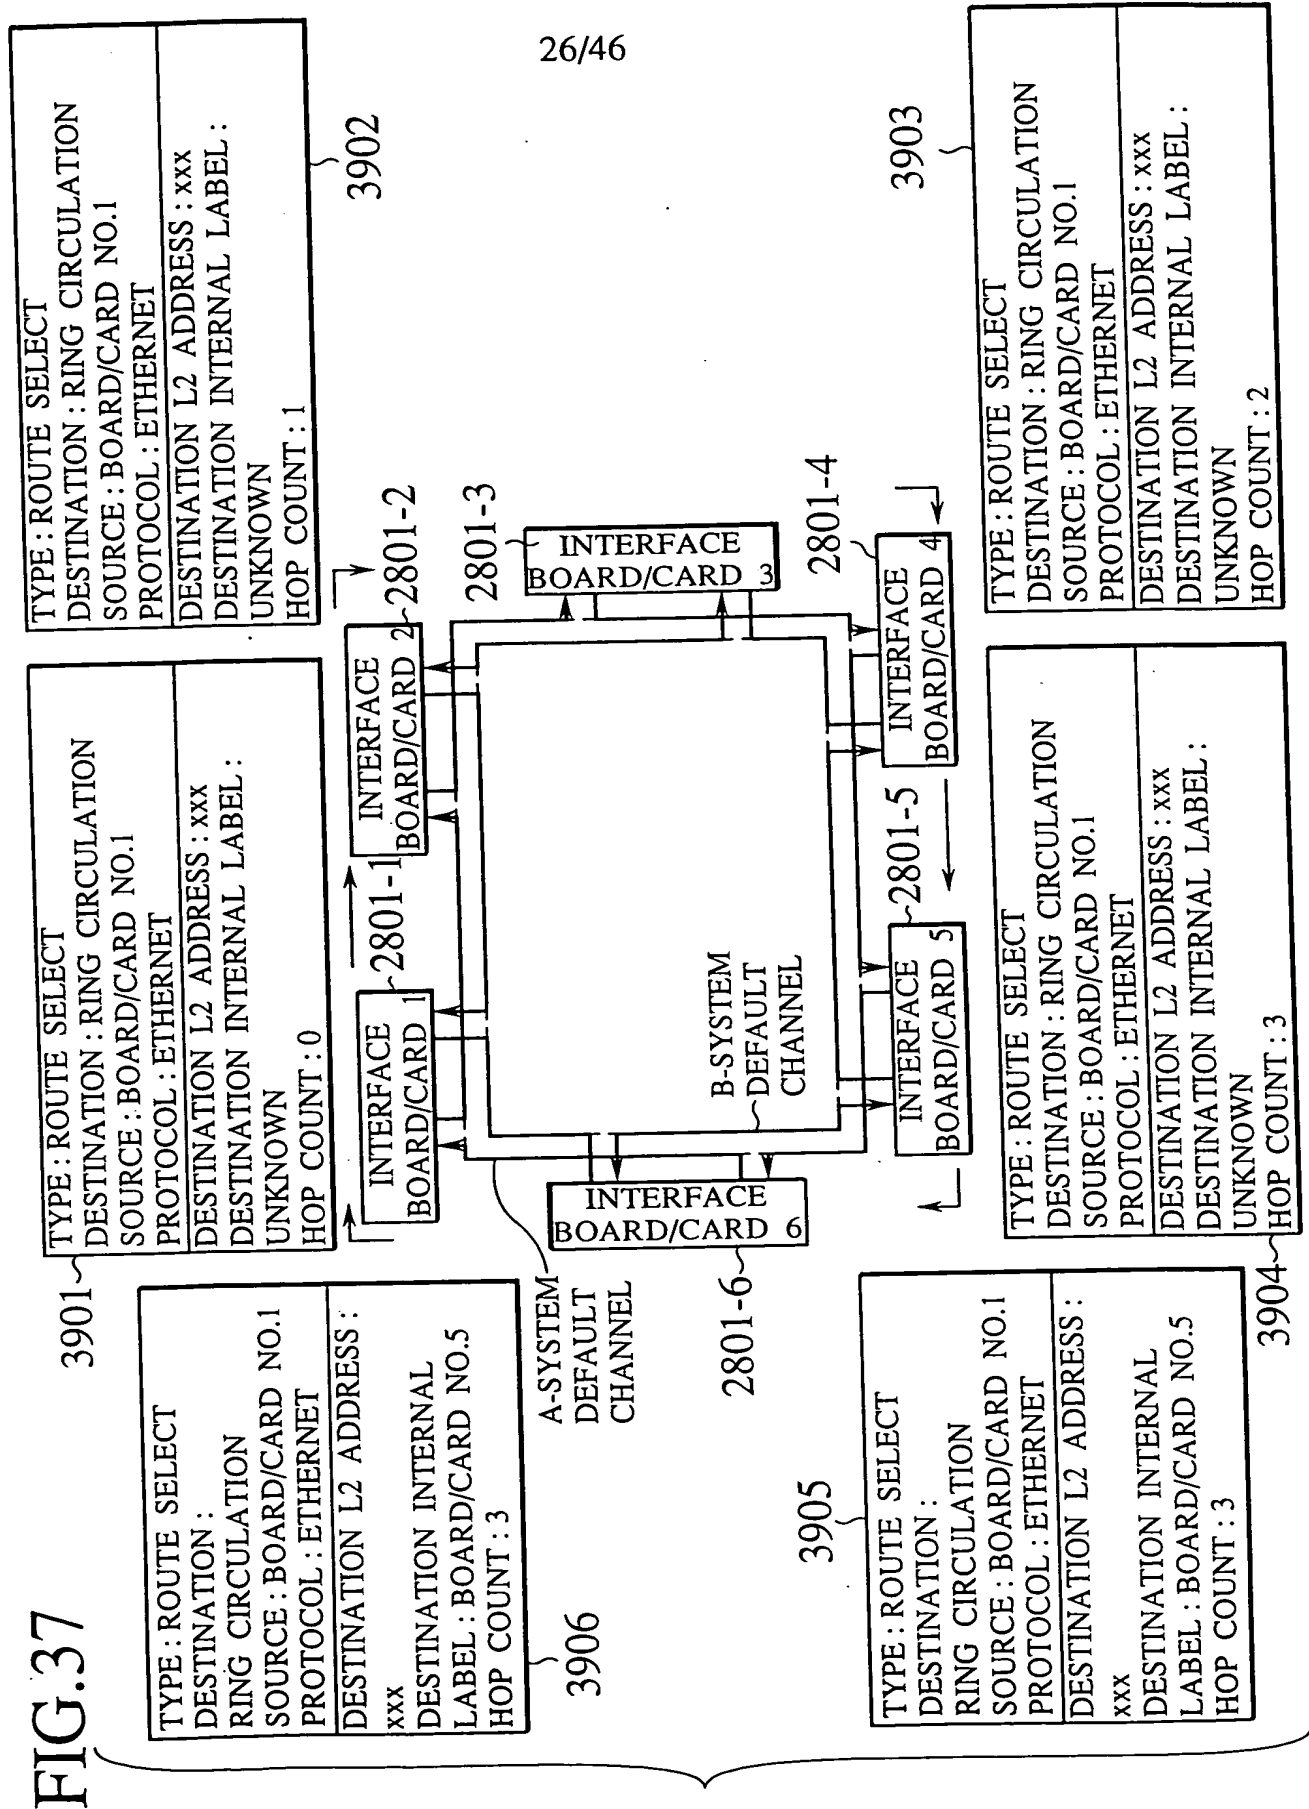 26/46
FIG.37
3901
TYPE : ROUTE SELECT
DESTINATION : RING CIRCULATION
SOURCE : BOARD/CARD NO.1
PROTOCOL : ETHERNET
DESTINATION L2 ADDRESS : xxx
DESTINATION INTERNAL LABEL :
UNKNOWN
HOP COUNT : 0
TYPE : ROUTE SELECT
DESTINATION : RING CIRCULATION
SOURCE : BOARD/CARD NO.1
PROTOCOL : ETHERNET
DESTINATION L2 ADDRESS : xxx
DESTINATION INTERNAL LABEL :
UNKNOWN
HOP COUNT : 1
3902
TYPE : ROUTE SELECT
DESTINATION :
RING CIRCULATION
SOURCE : BOARD/CARD NO.1
PROTOCOL : ETHERNET
DESTINATION L2 ADDRESS :
xxx
DESTINATION INTERNAL
LABEL : BOARD/CARD NO.5
HOP COUNT : 3
3906
2801-1
INTERFACE
BOARD/CARD 1
2801-2
INTERFACE
BOARD/CARD 2
2801-3
INTERFACE
BOARD/CARD 3
A-SYSTEM
DEFAULT
CHANNEL
INTERFACE
BOARD/CARD 6
2801-6
B-SYSTEM
DEFAULT
CHANNEL
2801-5
INTERFACE
BOARD/CARD 5
2801-4
INTERFACE
BOARD/CARD 4
3905
TYPE : ROUTE SELECT
DESTINATION :
RING CIRCULATION
SOURCE : BOARD/CARD NO.1
PROTOCOL : ETHERNET
DESTINATION L2 ADDRESS :
xxx
DESTINATION INTERNAL
LABEL : BOARD/CARD NO.5
HOP COUNT : 3
TYPE : ROUTE SELECT
DESTINATION : RING CIRCULATION
SOURCE : BOARD/CARD NO.1
PROTOCOL : ETHERNET
DESTINATION L2 ADDRESS : xxx
DESTINATION INTERNAL LABEL :
UNKNOWN
HOP COUNT : 3
3904
3903
TYPE : ROUTE SELECT
DESTINATION : RING CIRCULATION
SOURCE : BOARD/CARD NO.1
PROTOCOL : ETHERNET
DESTINATION L2 ADDRESS : xxx
DESTINATION INTERNAL LABEL :
UNKNOWN
HOP COUNT : 2